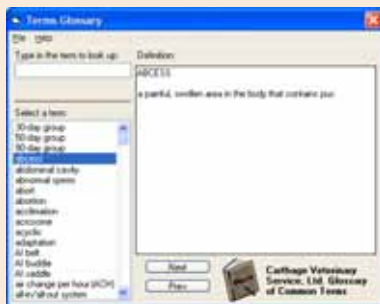 Terms Glossary
File Help
Type in the term to look up:
Select a term:
30-day group
60-day group
90-day group
abcess
abdominal cavity
abnormal sperm
abort
abortion
acclimation
acrosome
acyclic
adaptation
AI belt
AI buddie
AI saddle
air change per hour (ACH)
all-in/all-out system
Definition:
ABCESS
a painful, swollen area in the body that contains pus
Next
Prev
Carthage Veterinary
Service, Ltd. Glossary
of Common Terms